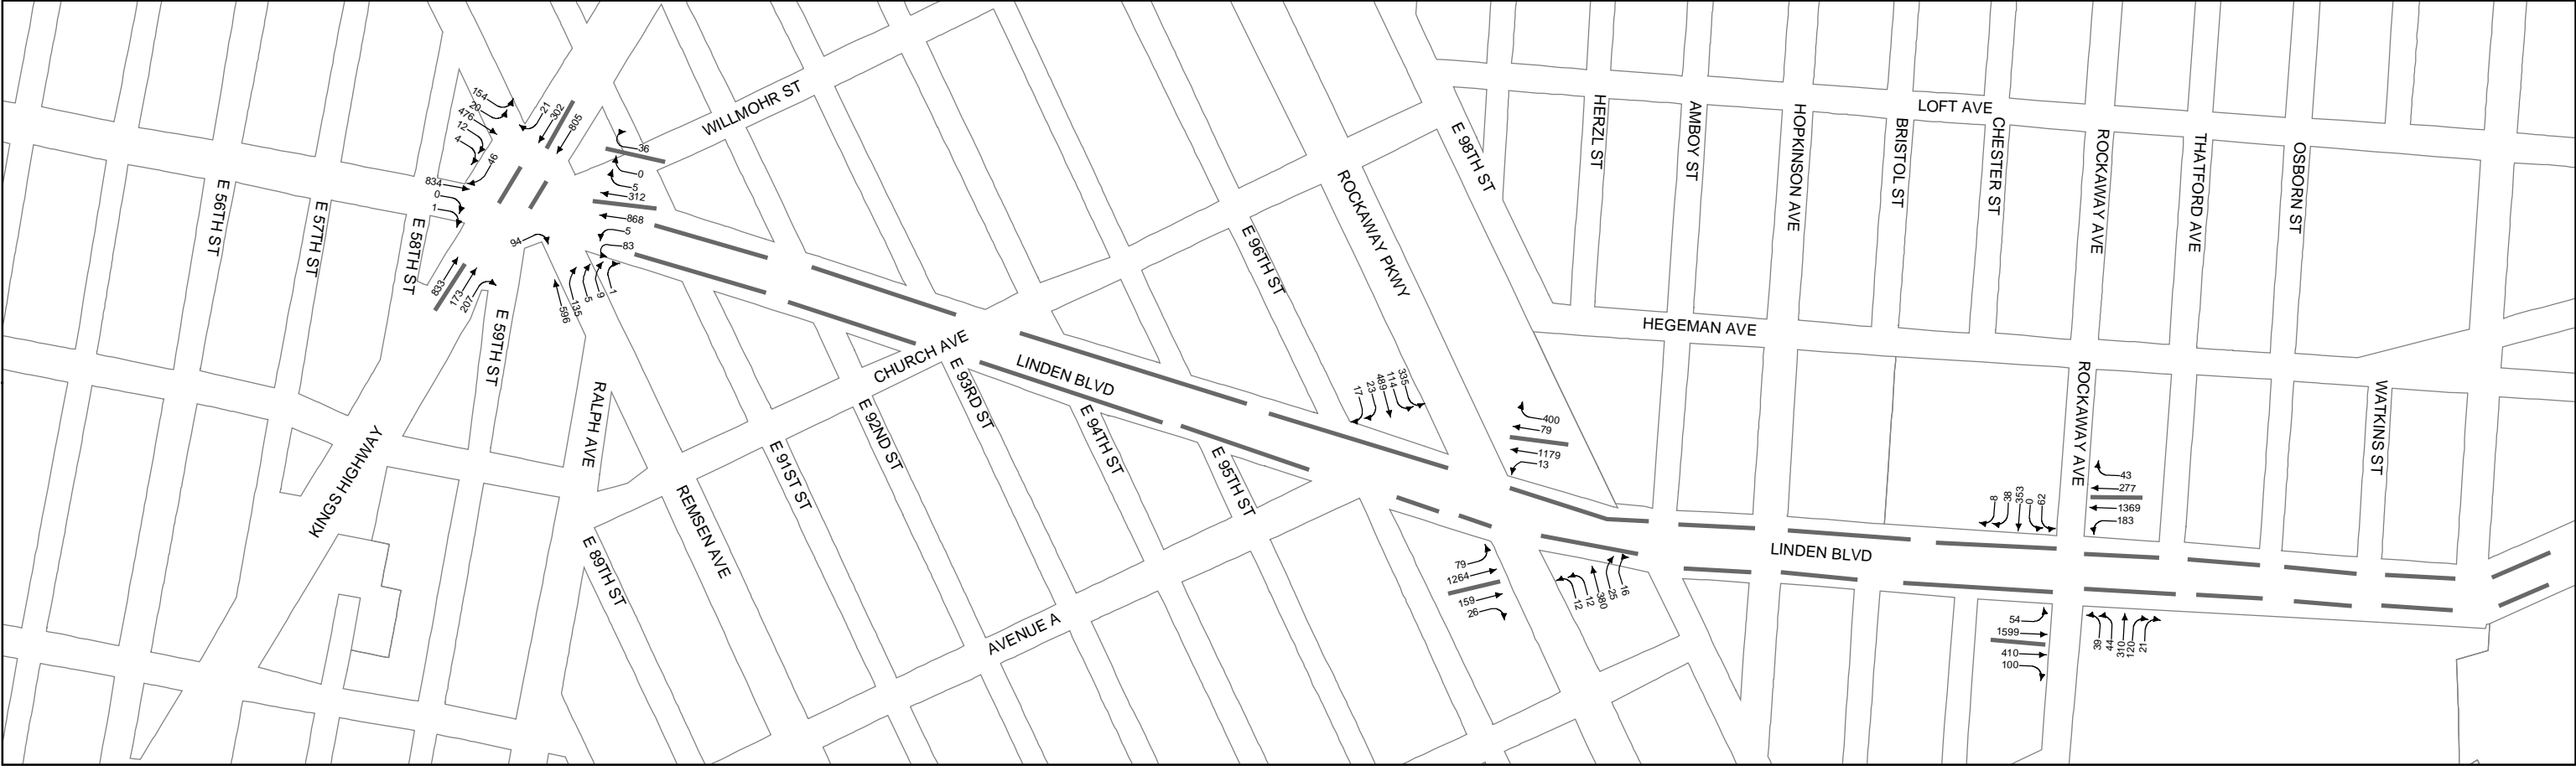 WILLMOHR ST
LOFT AVE
E 56TH ST
E 57TH ST
E 58TH ST
E 59TH ST
KINGS HIGHWAY
RALPH AVE
E 89TH ST
REMSEN AVE
E 91ST ST
E 92ND ST
E 93RD ST
E 94TH ST
E 95TH ST
E 96TH ST
CHURCH AVE
LINDEN BLVD
AVENUE A
ROCKAWAY PKWY
E 98TH ST
HERZL ST
AMBOY ST
HOPKINSON AVE
BRISTOL ST
CHESTER ST
ROCKAWAY AVE
THATFORD AVE
OSBORN ST
HEGEMAN AVE
ROCKAWAY AVE
WATKINS ST
LINDEN BLVD
154
20
476
12
4
46
21
302
805
834
0
1
36
0
5
312
868
5
83
94
833
173
207
596
135
5
9
1
17
23
489
114
335
400
79
1179
13
79
1264
159
26
12
12
380
25
16
8
38
353
0
62
43
277
1369
183
54
1599
410
100
39
44
310
120
21